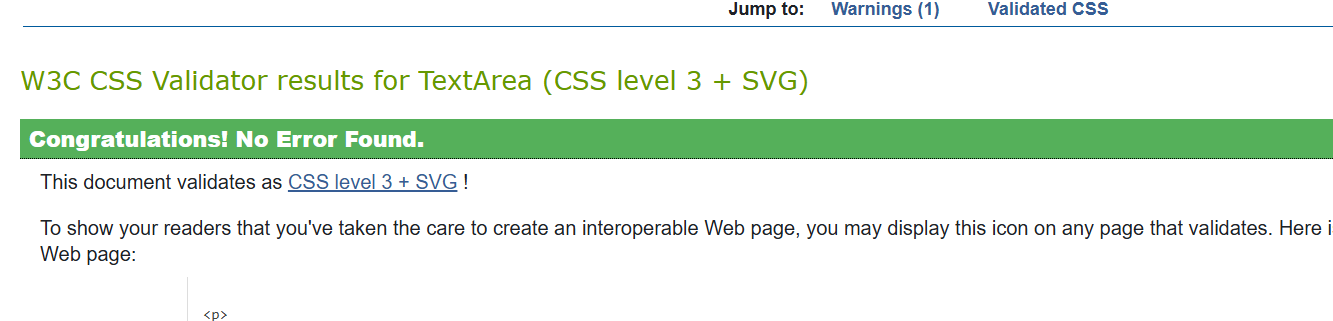 Jump to: Warnings (1) Validated CSS
W3C CSS Validator results for TextArea (CSS level 3 + SVG)
Congratulations! No Error Found.
This document validates as CSS level 3 + SVG !
To show your readers that you've taken the care to create an interoperable Web page, you may display this icon on any page that validates. Here i
Web page:
<p>